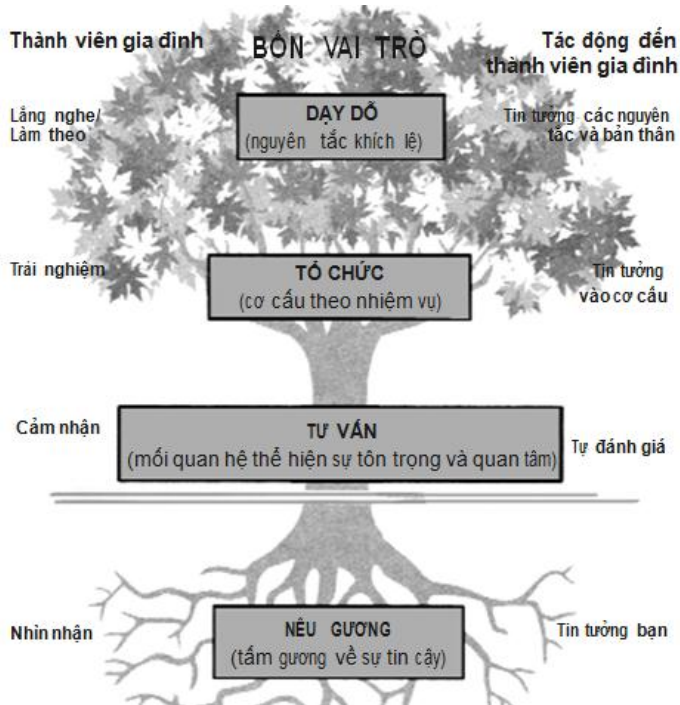 Thành viên gia đình
BỐN VAI TRÒ
Tác động đến
thành viên gia đình
Lắng nghe/
Làm theo
DẠY DỖ
(nguyên tắc khích lệ)
Tin tưởng các nguyên
tắc và bản thân
Trải nghiệm
TỔ CHỨC
(cơ cấu theo nhiệm vụ)
Tin tưởng
vào cơ cấu
Cảm nhận
TƯ VẤN
(mối quan hệ thể hiện sự tôn trọng và quan tâm)
Tự đánh giá
Nhìn nhận
NÊU GƯƠNG
(tấm gương về sự tin cậy)
Tin tưởng bạn